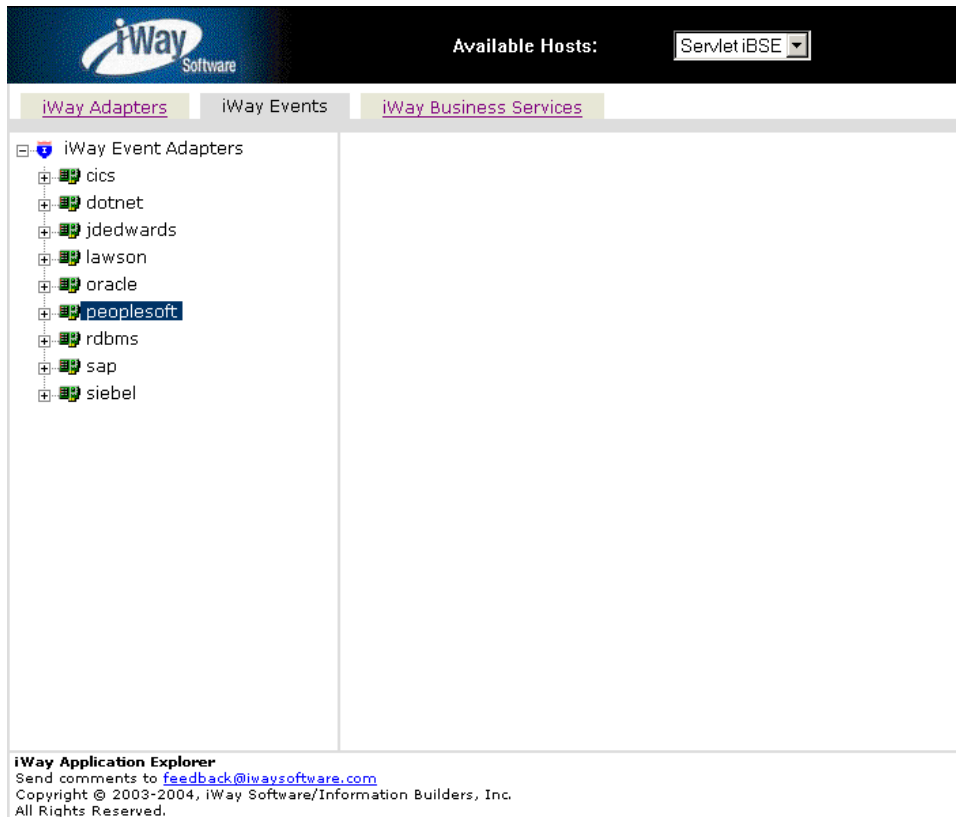 iWay
Software
Available Hosts:
Servlet iBSE
iWay Adapters
iWay Events
iWay Business Services
iWay Event Adapters
cics
dotnet
jdedwards
lawson
oracle
peoplesoft
rdbms
sap
siebel
iWay Application Explorer
Send comments to feedback@iwaysoftware.com
Copyright © 2003-2004, iWay Software/Information Builders, Inc.
All Rights Reserved.